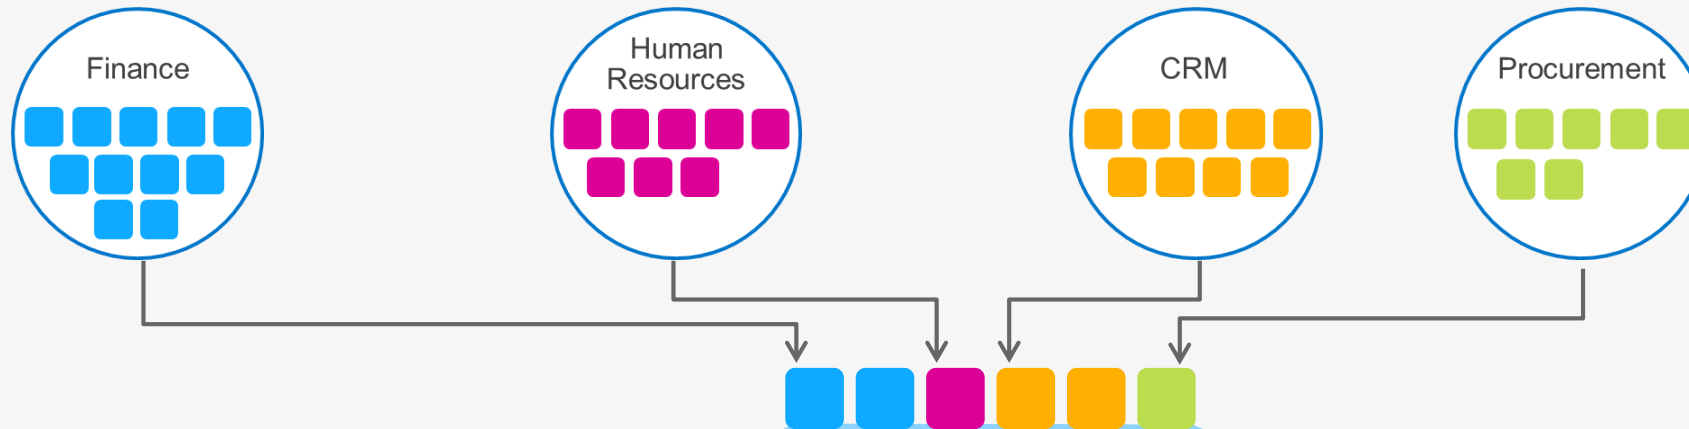 Finance
Human
Resources
CRM
Procurement